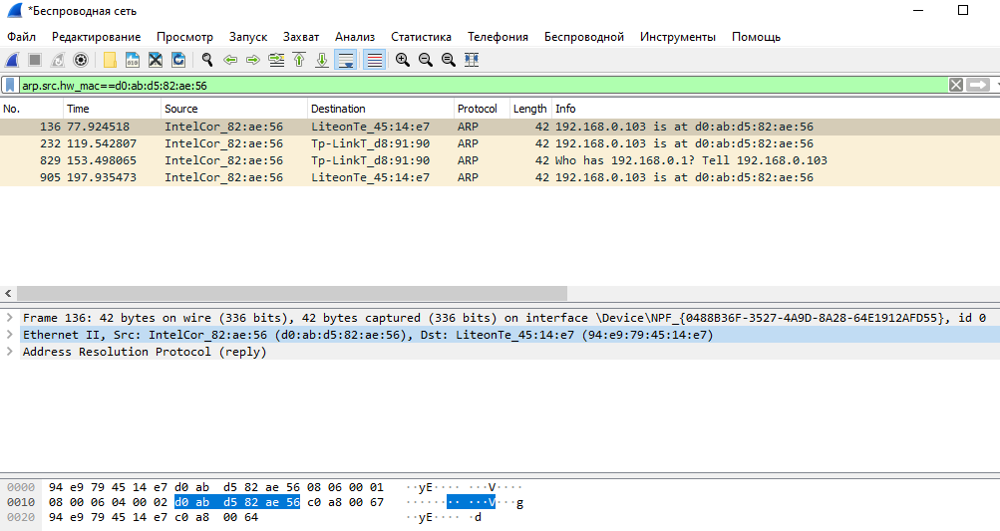 *Беспроводная сеть
Файл Редактирование Просмотр Запуск Захват Анализ Статистика Телефония Беспроводной Инструменты Помощь
arp.src.hw_mac==d0:ab:d5:82:ae:56
No. Time Source Destination Protocol Length Info
136 77.924518 IntelCor_82:ae:56 LiteonTe_45:14:e7 ARP 42 192.168.0.103 is at d0:ab:d5:82:ae:56
232 119.542807 IntelCor_82:ae:56 Tp-LinkT_d8:91:90 ARP 42 192.168.0.103 is at d0:ab:d5:82:ae:56
829 153.498065 IntelCor_82:ae:56 Tp-LinkT_d8:91:90 ARP 42 Who has 192.168.0.1? Tell 192.168.0.103
905 197.935473 IntelCor_82:ae:56 LiteonTe_45:14:e7 ARP 42 192.168.0.103 is at d0:ab:d5:82:ae:56
Frame 136: 42 bytes on wire (336 bits), 42 bytes captured (336 bits) on interface \Device\NPF_{0488B36F-3527-4A9D-8A28-64E1912AFD55}, id 0
Ethernet II, Src: IntelCor_82:ae:56 (d0:ab:d5:82:ae:56), Dst: LiteonTe_45:14:e7 (94:e9:79:45:14:e7)
Address Resolution Protocol (reply)
0000 94 e9 79 45 14 e7 d0 ab d5 82 ae 56 08 06 00 01 ··yE···· ···V····
0010 08 00 06 04 00 02 d0 ab d5 82 ae 56 c0 a8 00 67 ········ ···V···g
0020 94 e9 79 45 14 e7 c0 a8 00 64 ··yE···· ·d